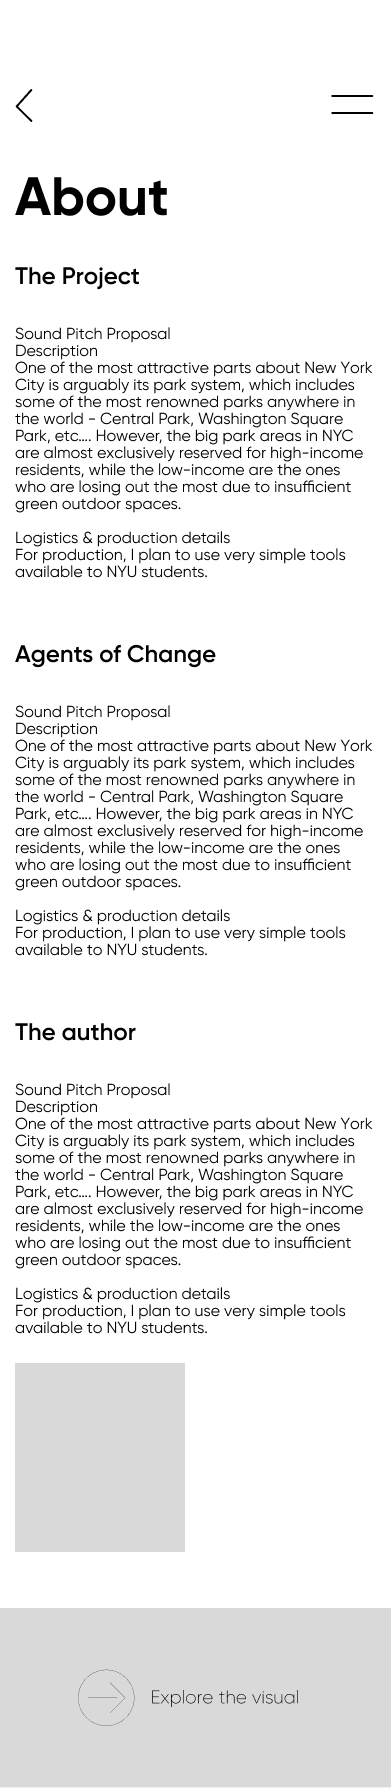 About
The Project
Sound Pitch Proposal
Description
One of the most attractive parts about New York
City is arguably its park system, which includes
some of the most renowned parks anywhere in
the world - Central Park, Washington Square
Park, etc…. However, the big park areas in NYC
are almost exclusively reserved for high-income
residents, while the low-income are the ones
who are losing out the most due to insufficient
green outdoor spaces.
Logistics & production details
For production, I plan to use very simple tools
available to NYU students.
Agents of Change
Sound Pitch Proposal
Description
One of the most attractive parts about New York
City is arguably its park system, which includes
some of the most renowned parks anywhere in
the world - Central Park, Washington Square
Park, etc…. However, the big park areas in NYC
are almost exclusively reserved for high-income
residents, while the low-income are the ones
who are losing out the most due to insufficient
green outdoor spaces.
Logistics & production details
For production, I plan to use very simple tools
available to NYU students.
The author
Sound Pitch Proposal
Description
One of the most attractive parts about New York
City is arguably its park system, which includes
some of the most renowned parks anywhere in
the world - Central Park, Washington Square
Park, etc…. However, the big park areas in NYC
are almost exclusively reserved for high-income
residents, while the low-income are the ones
who are losing out the most due to insufficient
green outdoor spaces.
Logistics & production details
For production, I plan to use very simple tools
available to NYU students.
Explore the visual